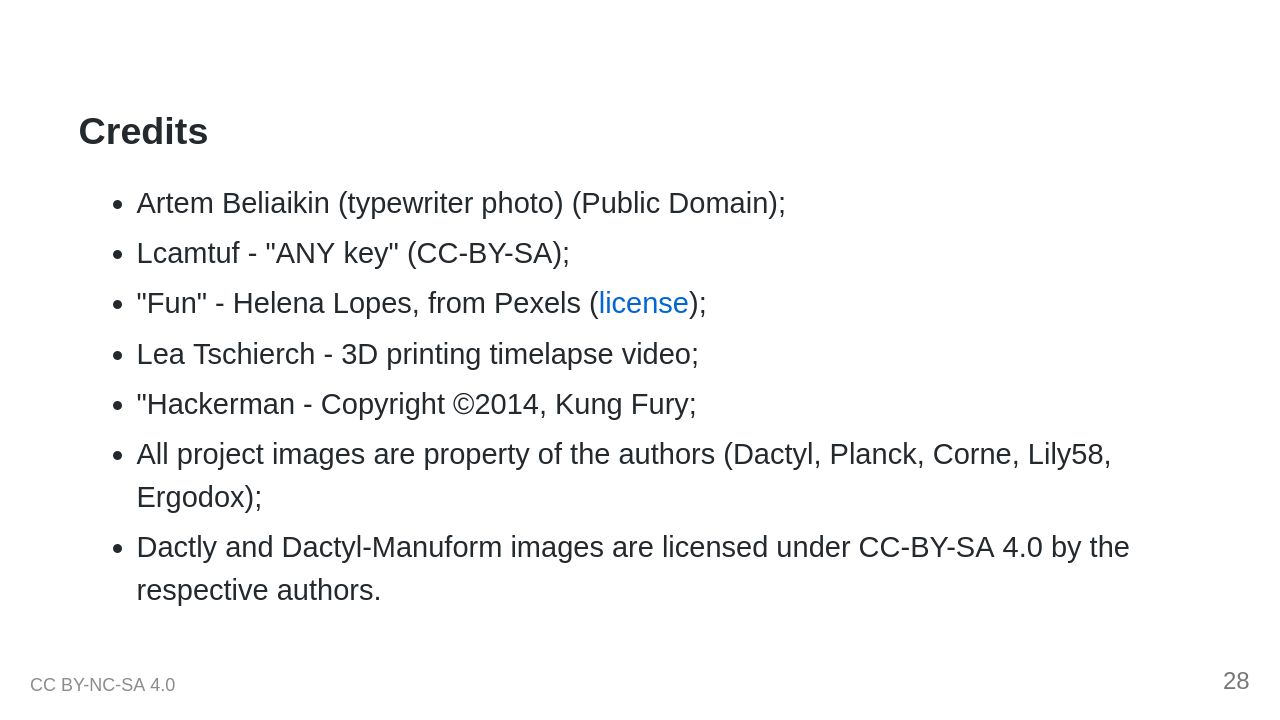 Credits
• Artem Beliaikin (typewriter photo) (Public Domain);
• Lcamtuf - "ANY key" (CC-BY-SA);
• "Fun" - Helena Lopes, from Pexels (license);
• Lea Tschierch - 3D printing timelapse video;
• "Hackerman - Copyright ©2014, Kung Fury;
• All project images are property of the authors (Dactyl, Planck, Corne, Lily58,
Ergodox);
• Dactly and Dactyl-Manuform images are licensed under CC-BY-SA 4.0 by the
respective authors.
CC BY-NC-SA 4.0
28